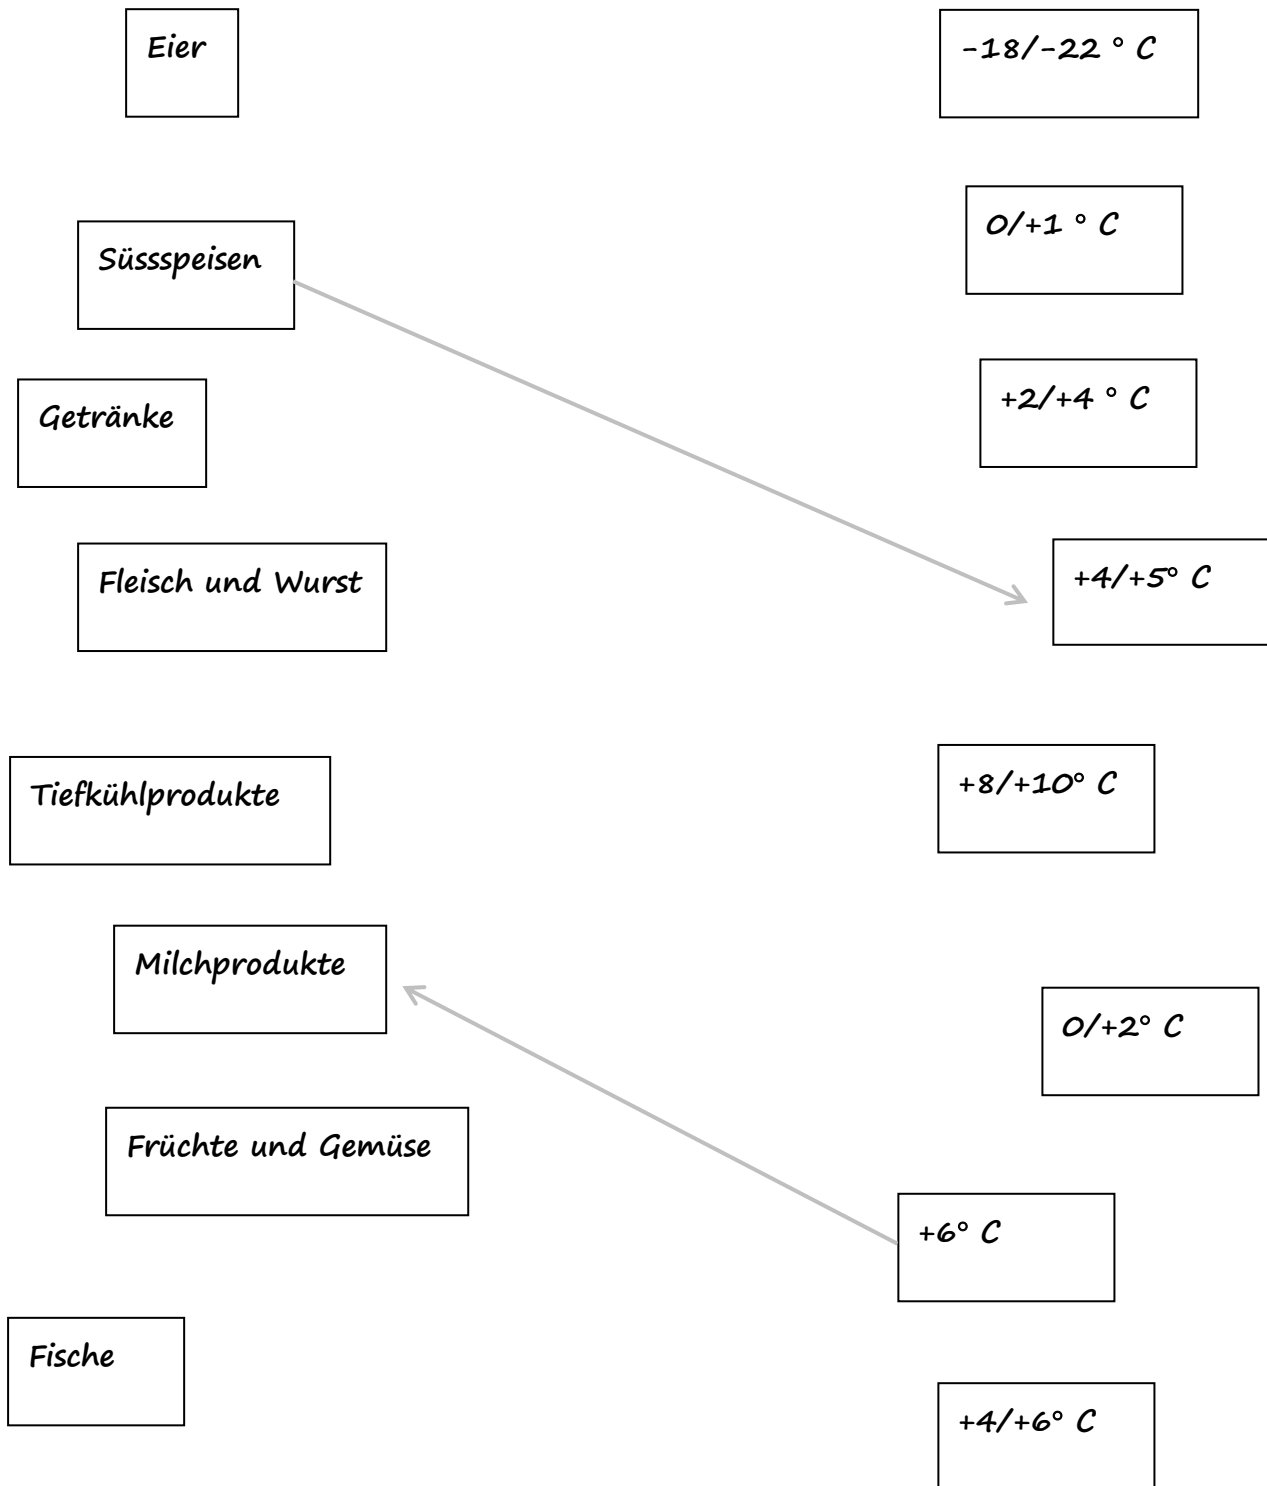 Eier
-18/-22 ° C
0/+1 ° C
Süssspeisen
+2/+4 ° C
Getränke
+4/+5° C
Fleisch und Wurst
+8/+10° C
Tiefkühlprodukte
Milchprodukte
0/+2° C
Früchte und Gemüse
+6° C
Fische
+4/+6° C